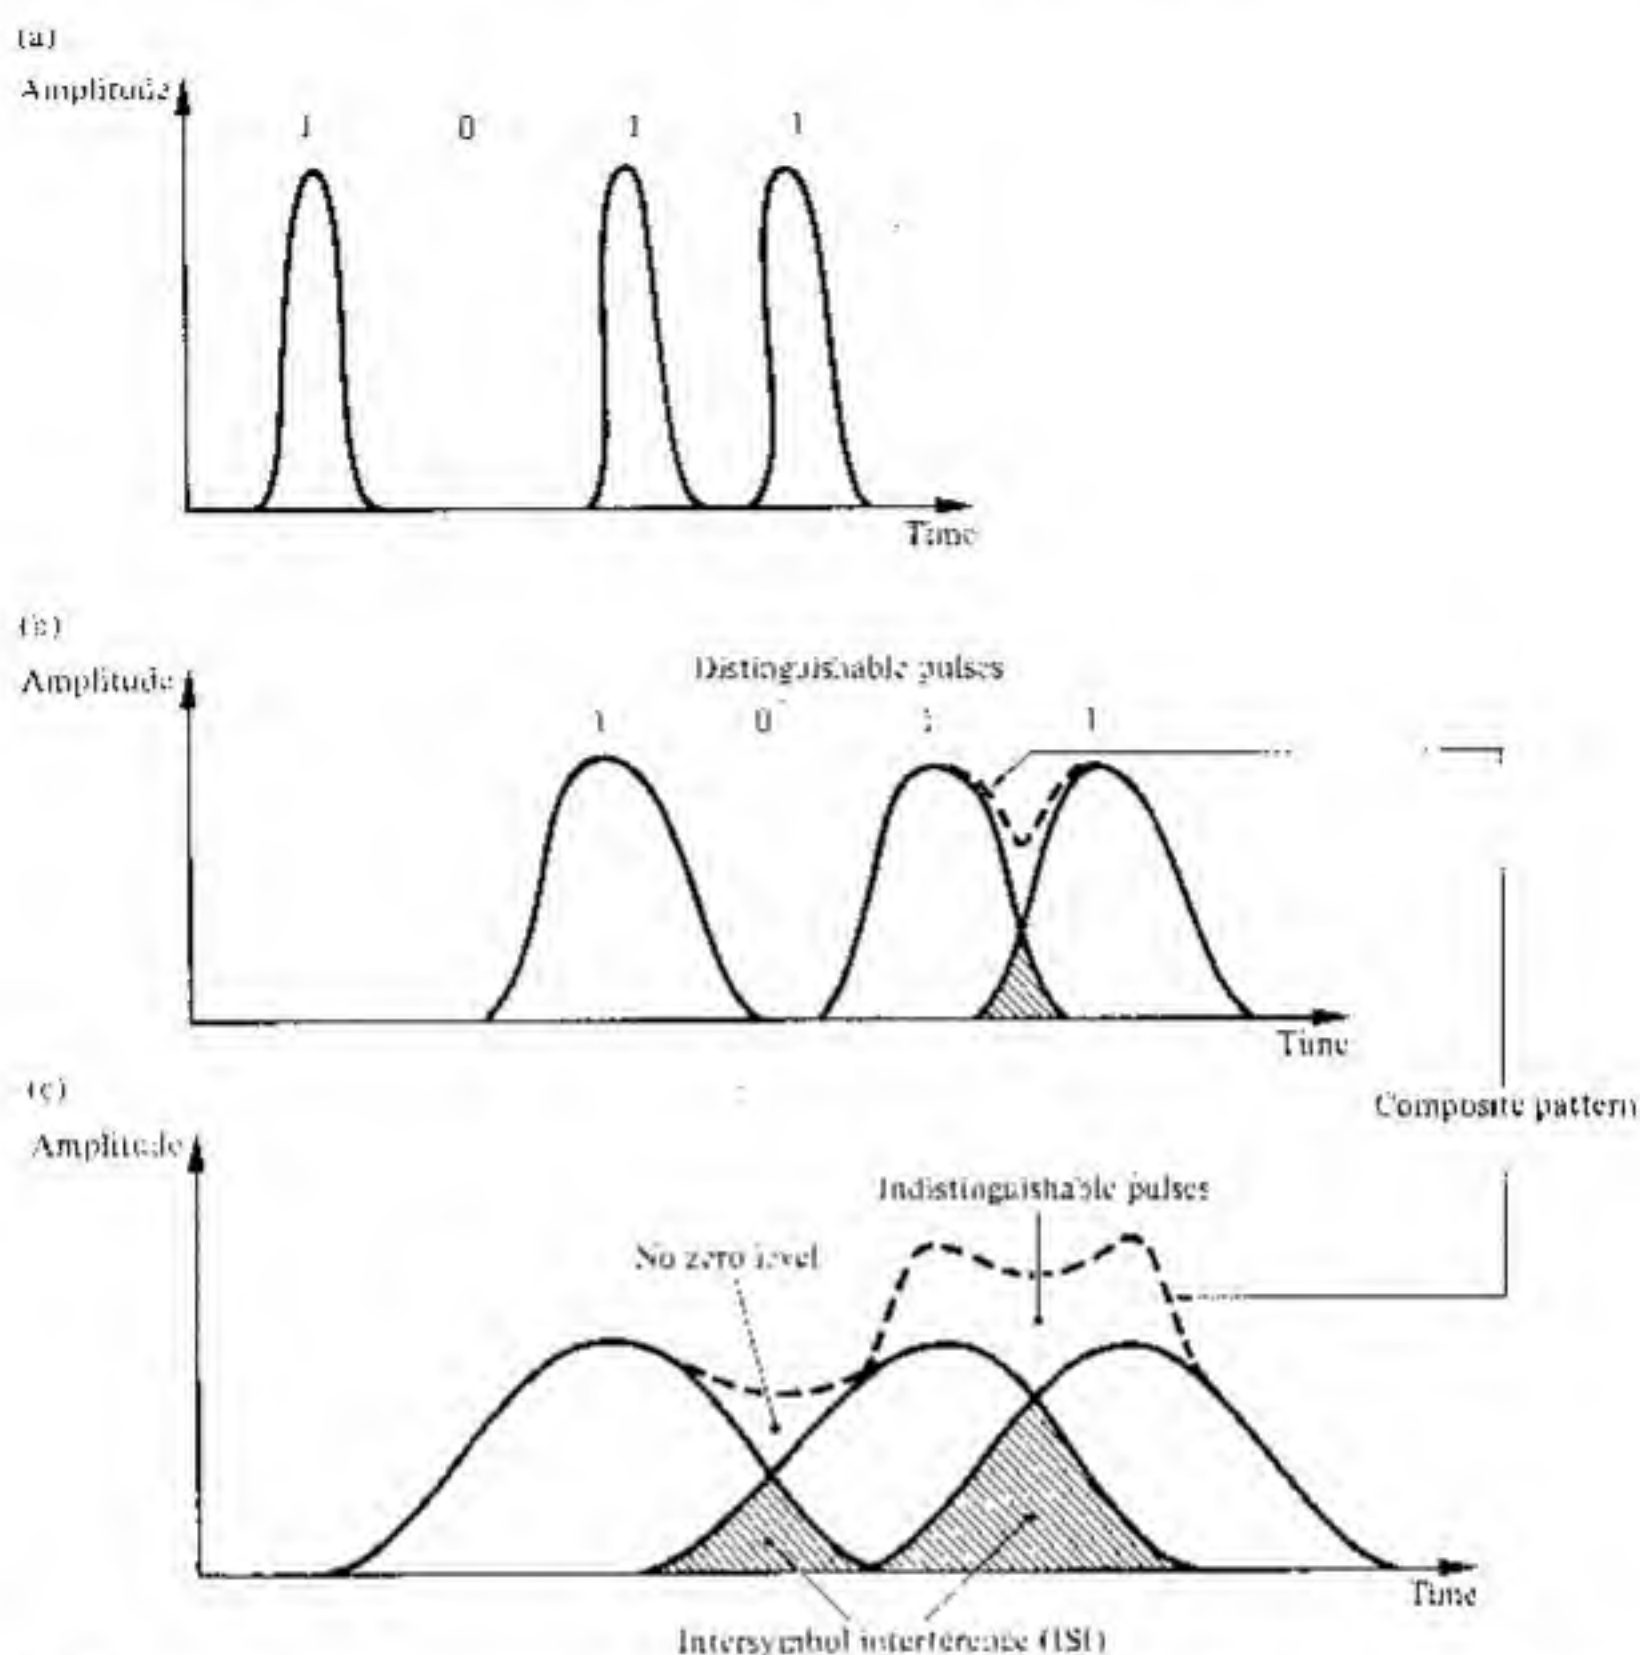 (a)
Amplitude
1 0 1 1
Time
(b)
Amplitude
Distinguishable pulses
1 0 1 1
Time
(c)
Amplitude
Composite pattern
Indistinguishable pulses
No zero level
Time
Intersymbol interference (ISI)